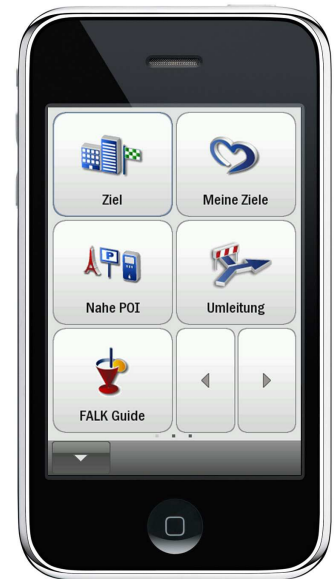 Ziel
Meine Ziele
P
Nahe POI
Umleitung
FALK Guide